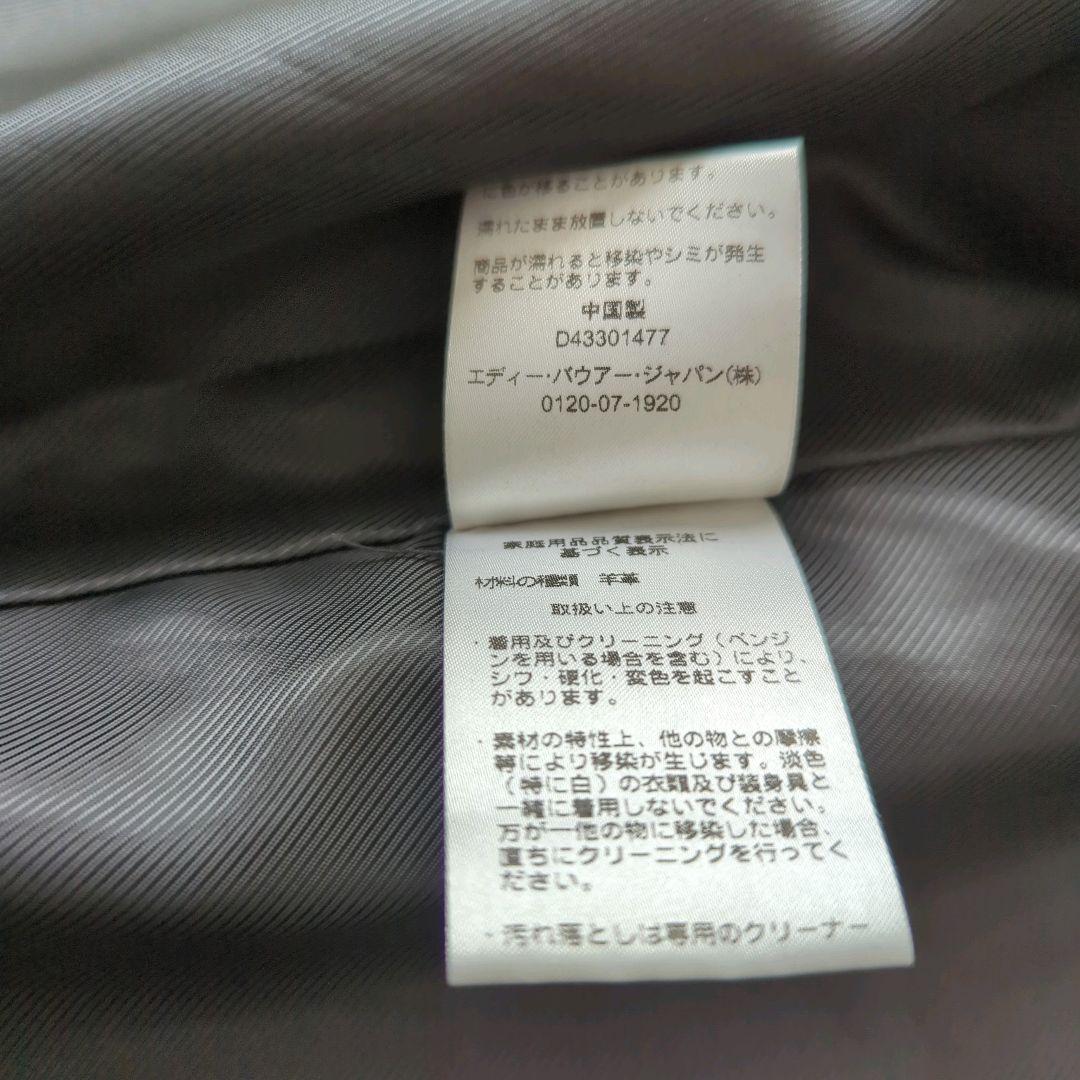 に色が移ることがあります。
濡れたまま放置しないでください。
商品が濡れると移染やシミが発生
することがあります。
中国製
D43301477
エディー・バウアー・ジャパン(株)
0120-07-1920
家庭用品品質表示法に
基づく表示
材料の種類 羊革
取扱い上の注意
・着用及びクリーニング(ベンジ
ンを用いる場合を含む)により、
シワ・硬化・変色を起こすこと
があります。
・素材の特性上、他の物との摩擦
等により移染が生じます。淡色
(特に白)の衣類及び装身具と
一緒に着用しないでください。
万が一他の物に移染した場合、
直ちにクリーニングを行ってく
ださい。
・汚れ落としは専用のクリーナー